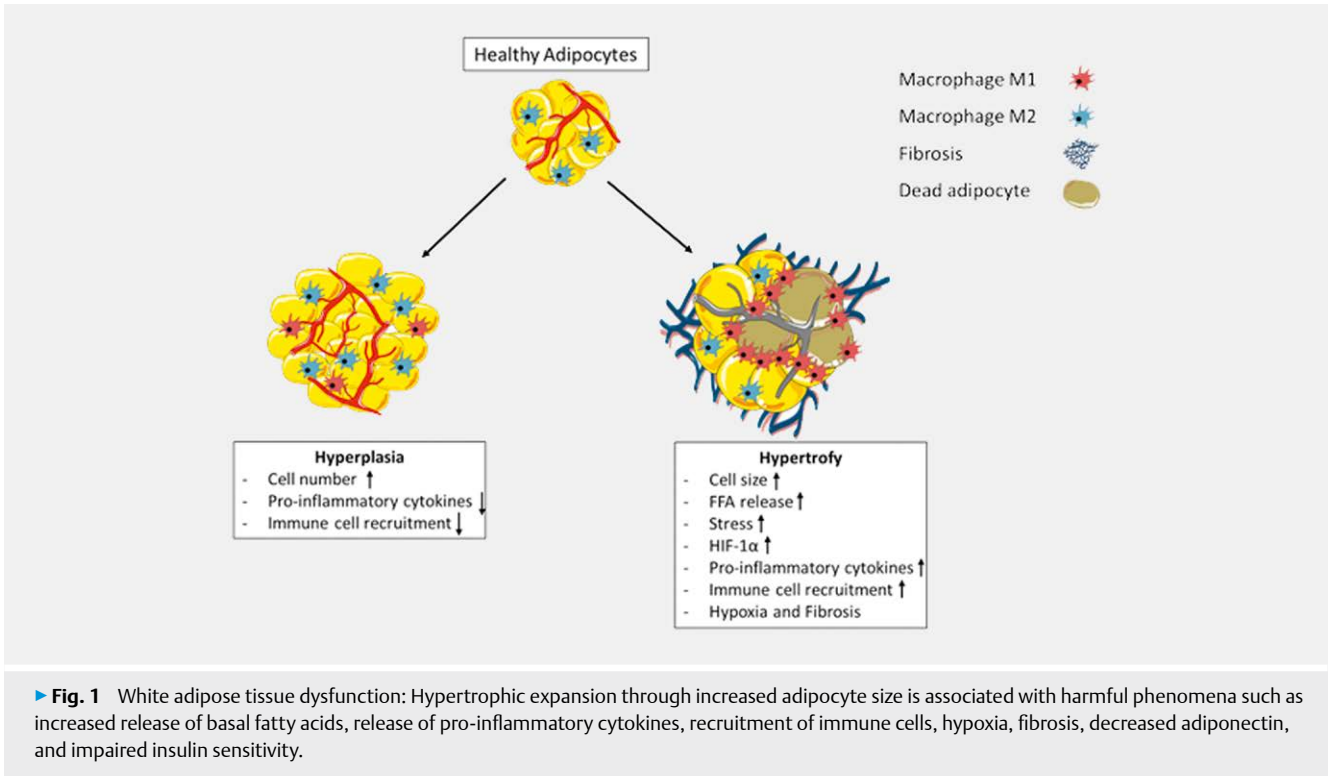 Healthy Adipocytes
Macrophage M1
Macrophage M2
Fibrosis
Dead adipocyte
Hyperplasia
- Cell number ↑
- Pro-inflammatory cytokines ↓
- Immune cell recruitment ↓
Hypertrofy
- Cell size ↑
- FFA release ↑
- Stress ↑
- HIF-1α ↑
- Pro-inflammatory cytokines ↑
- Immune cell recruitment ↑
- Hypoxia and Fibrosis
▶ Fig. 1 White adipose tissue dysfunction: Hypertrophic expansion through increased adipocyte size is associated with harmful phenomena such as
increased release of basal fatty acids, release of pro-inflammatory cytokines, recruitment of immune cells, hypoxia, fibrosis, decreased adiponectin,
and impaired insulin sensitivity.